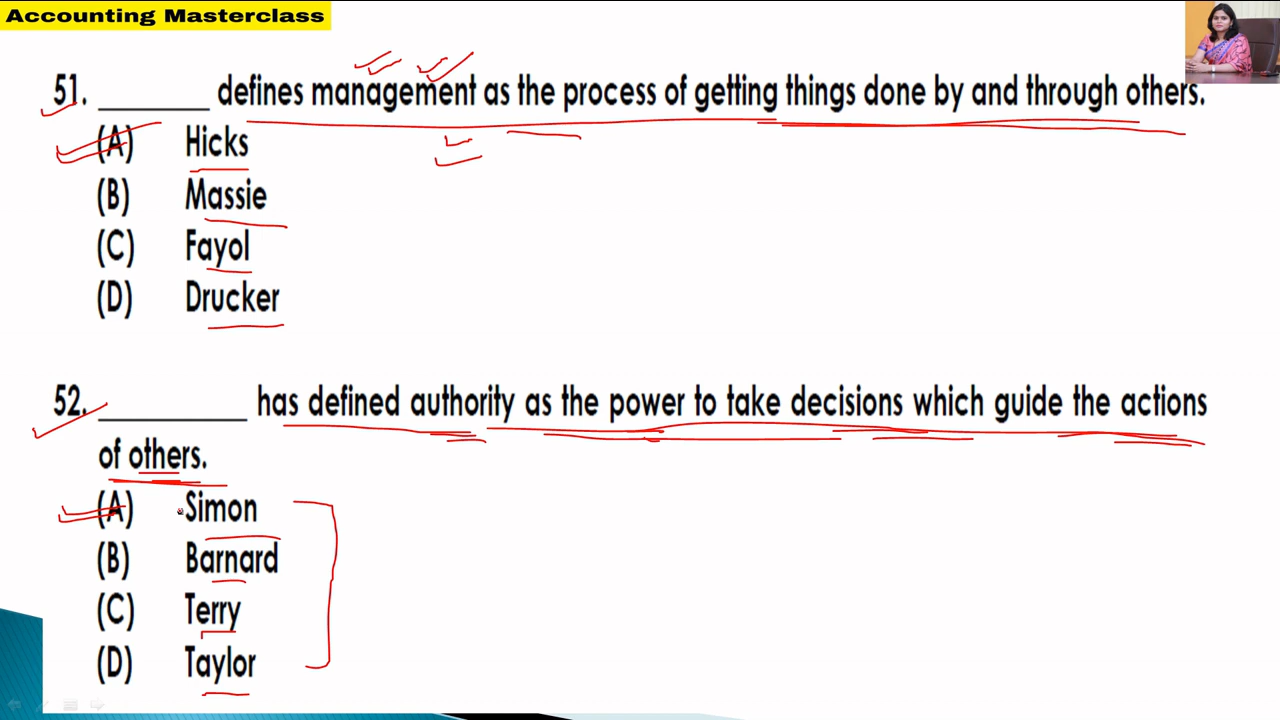 Accounting Masterclass
51. ________ defines management as the process of getting things done by and through others.
(A) Hicks
(B) Massie
(C) Fayol
(D) Drucker
52. __________ has defined authority as the power to take decisions which guide the actions
of others.
(A) Simon
(B) Barnard
(C) Terry
(D) Taylor